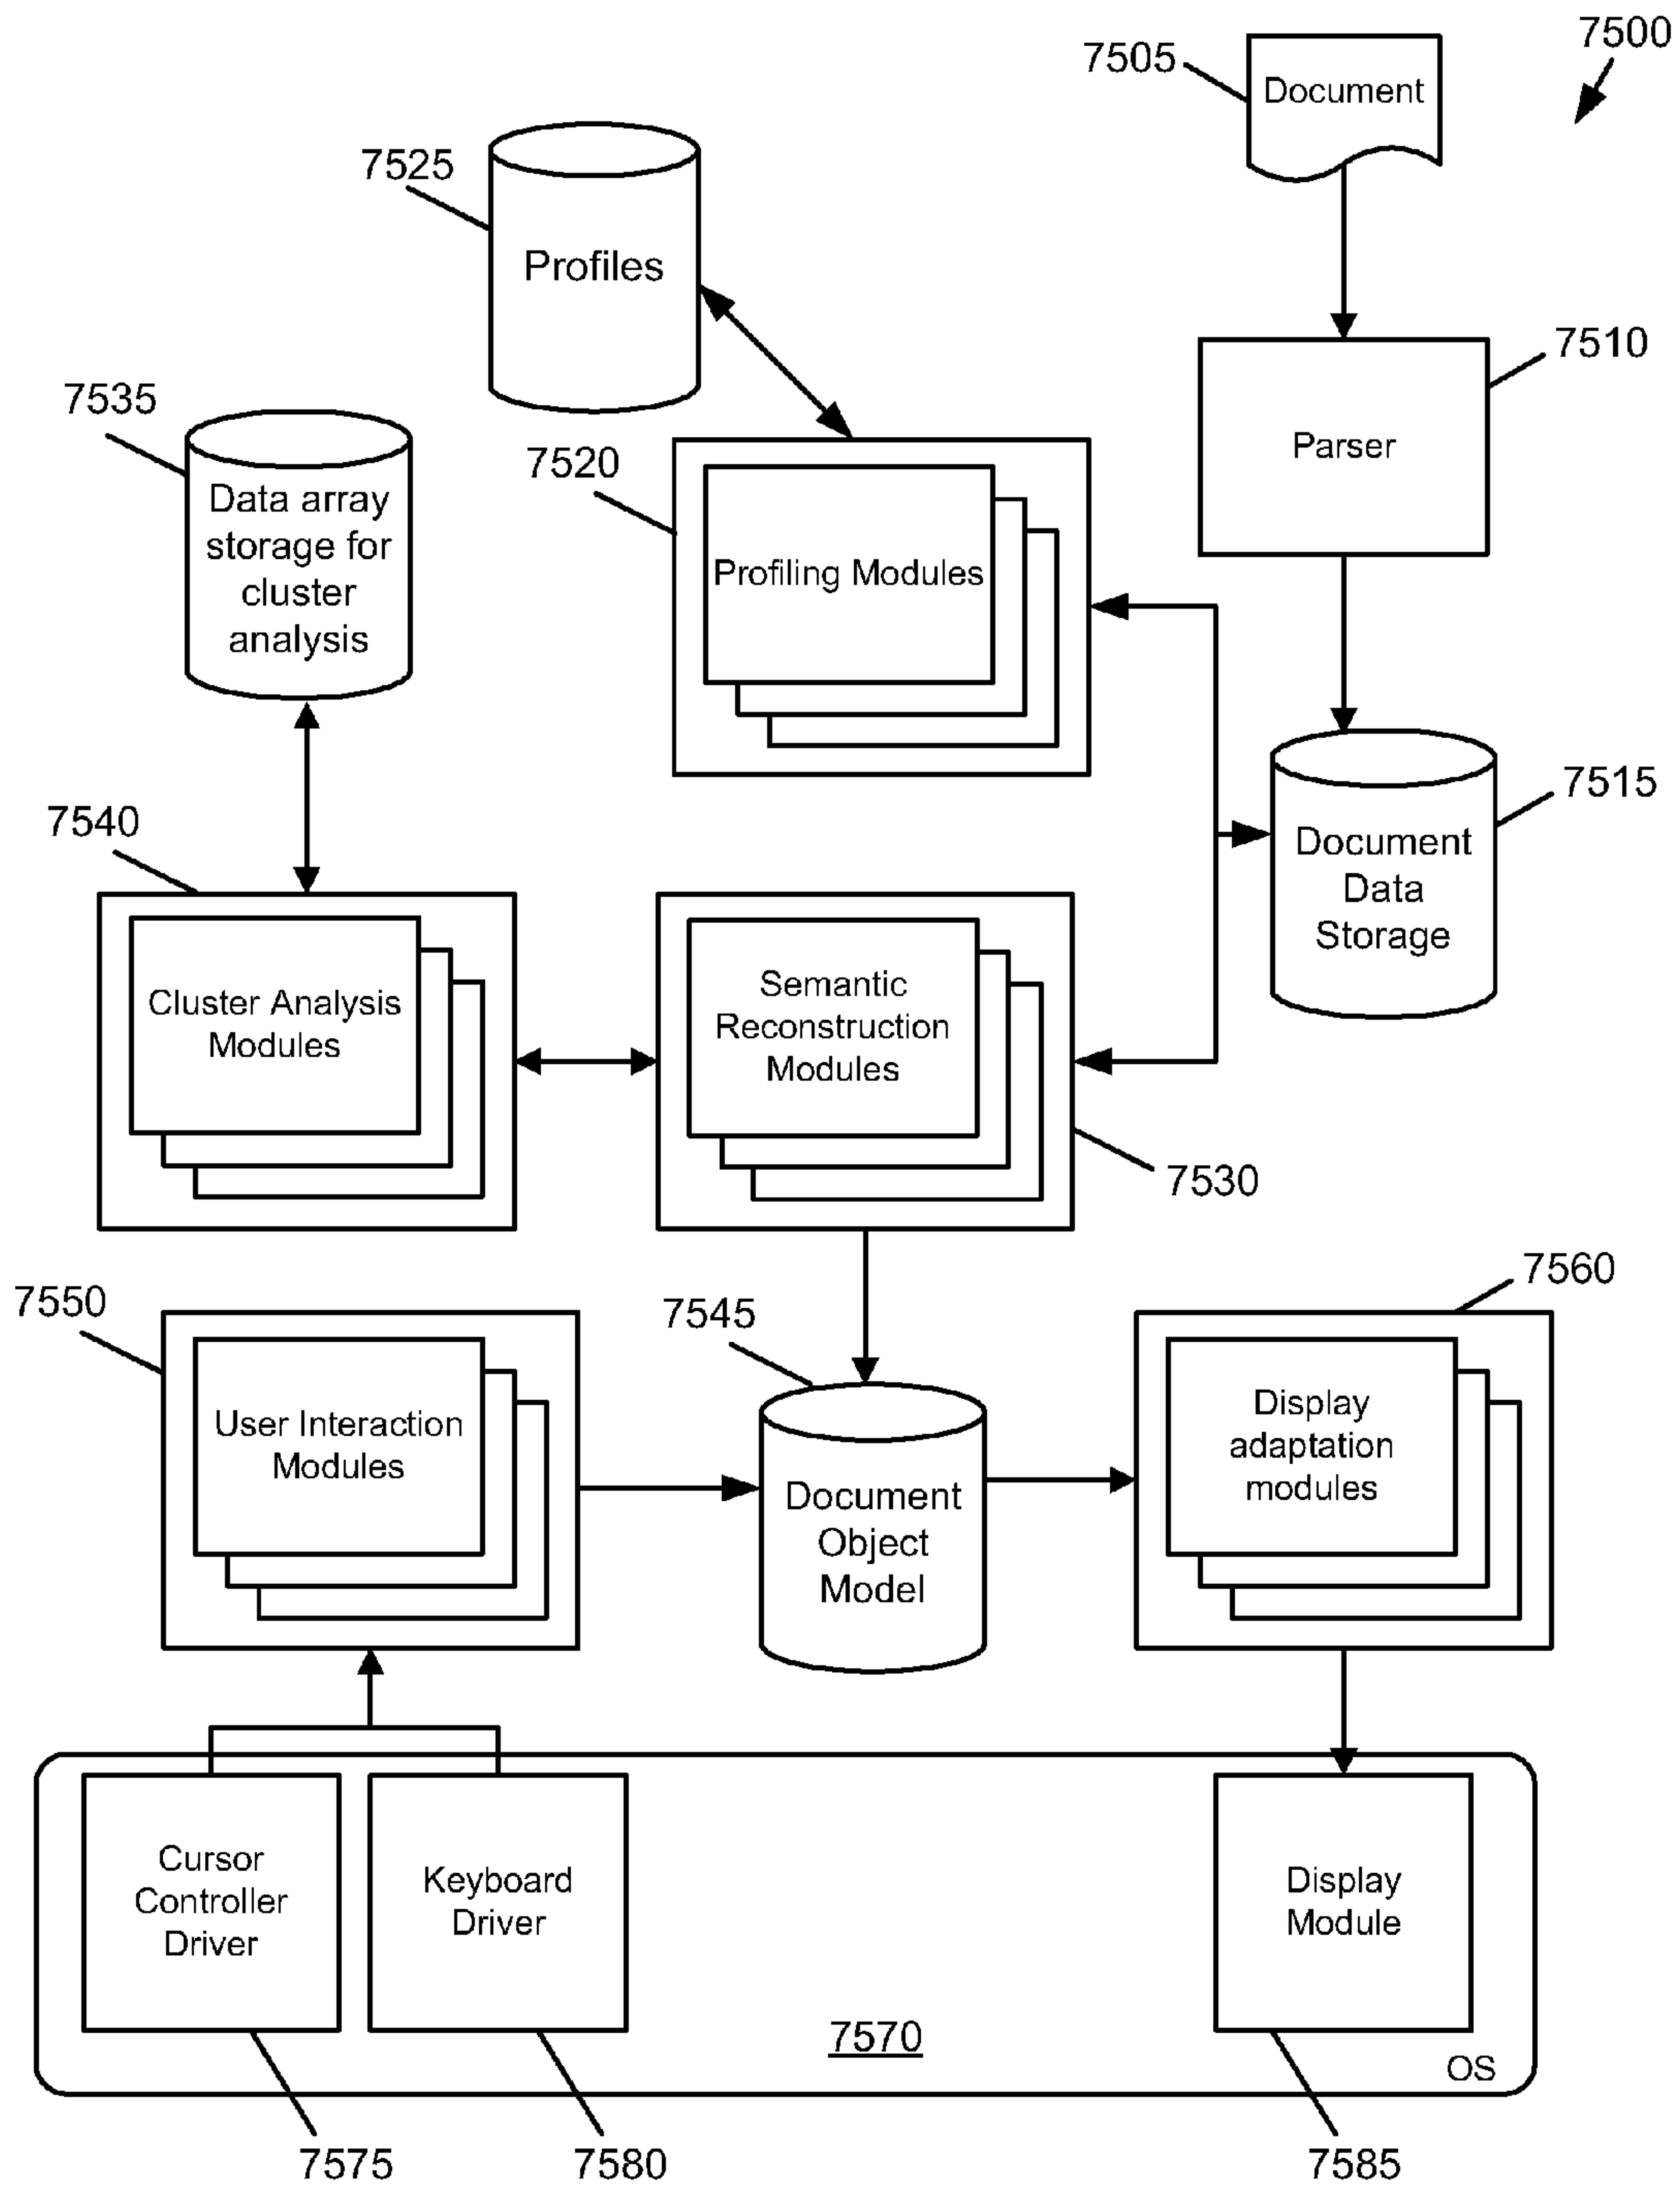 7500
7505
Document
7525
Profiles
7510
Parser
7535
Data array
storage for
cluster
analysis
7520
Profiling Modules
7515
Document
Data
Storage
7540
Cluster Analysis
Modules
Semantic
Reconstruction
Modules
7530
7550
User Interaction
Modules
7545
Document
Object
Model
7560
Display
adaptation
modules
Cursor
Controller
Driver
Keyboard
Driver
Display
Module
7570
OS
7575
7580
7585